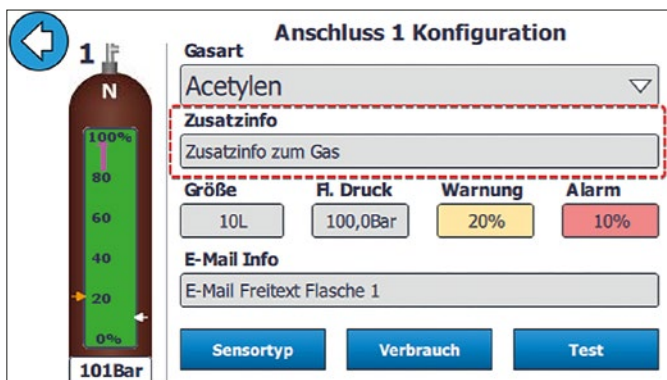 Anschluss 1 Konfiguration
1
Gasart
N
Acetylen
Zusatzinfo
Zusatzinfo zum Gas
100%
80
60
40
20
0%
101Bar
Größe Fl. Druck Warnung Alarm
10L 100,0Bar 20% 10%
E-Mail Info
E-Mail Freitext Flasche 1
Sensortyp Verbrauch Test